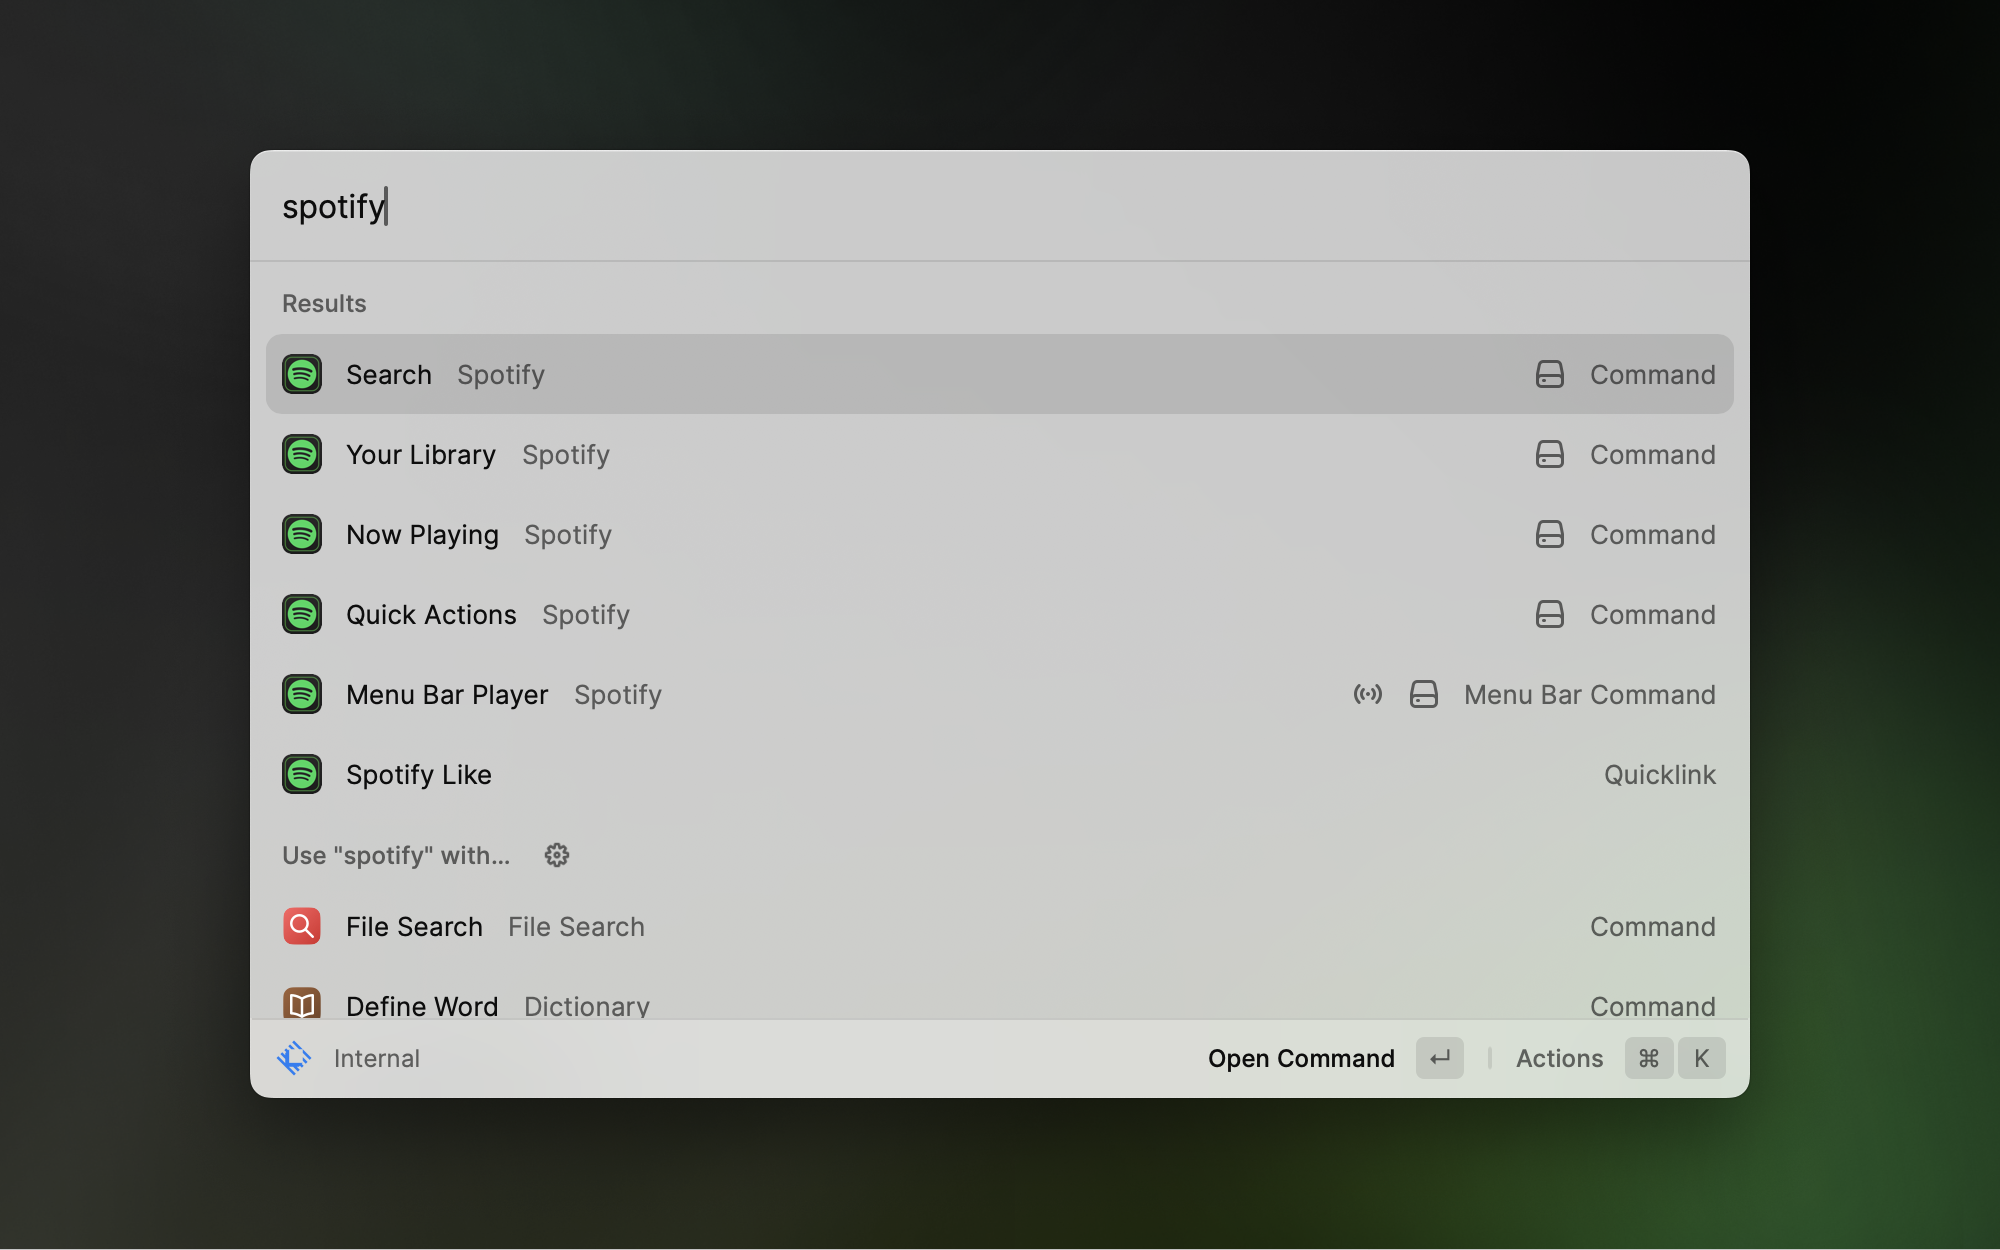 spotify
Results
Search Spotify Command
Your Library Spotify Command
Now Playing Spotify Command
Quick Actions Spotify Command
Menu Bar Player Spotify Menu Bar Command
Spotify Like Quicklink
Use "spotify" with...
File Search File Search Command
Define Word Dictionary Command
Internal Open Command ↵ Actions ⌘ K